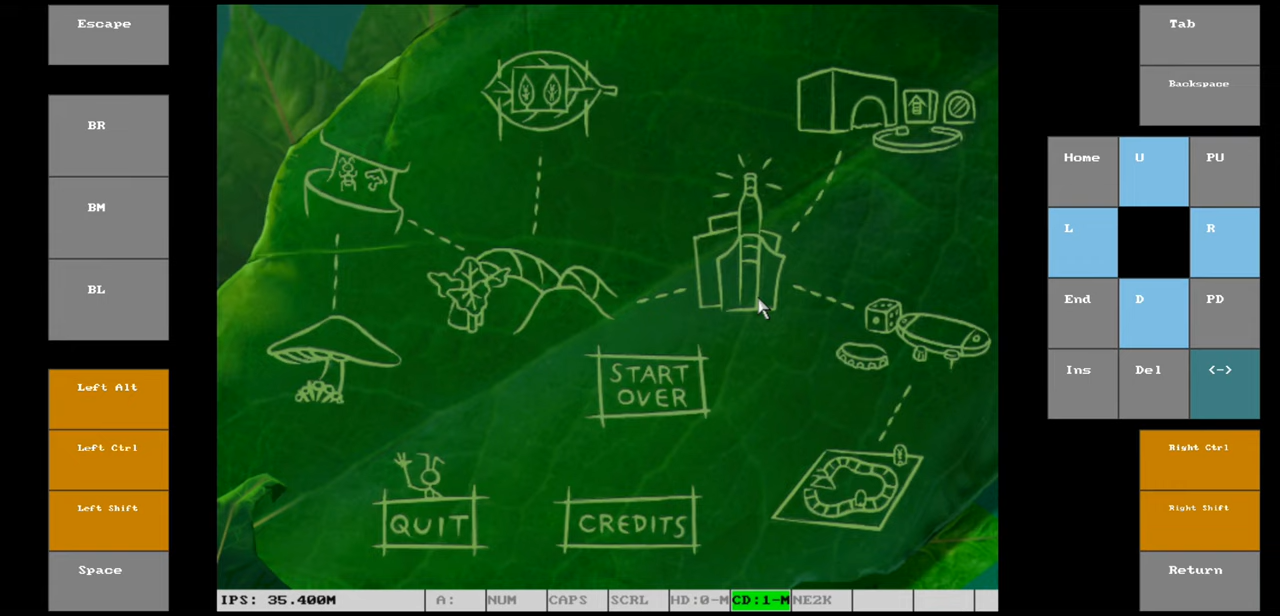 Escape
Tab
Backspace
BR
BM
BL
Home
U
PU
L
R
End
D
PD
Ins
Del
<->
START
OVER
Left Alt
Left Ctrl
Left Shift
Space
QUIT
CREDITS
Right Ctrl
Right Shift
Return
IPS: 35.400M
A:
NUM
CAPS
SCRL
HD:0-M
CD:1-M
NE2K